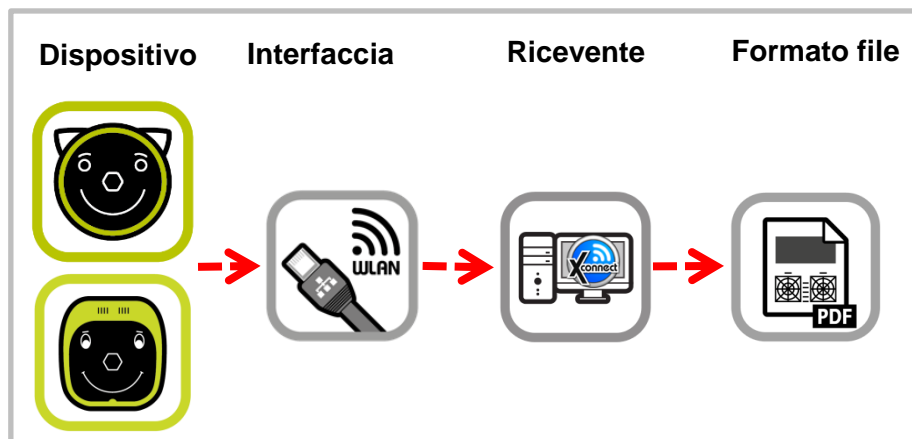 Dispositivo Interfaccia Ricevente Formato file
WLAN
Xconnect
PDF